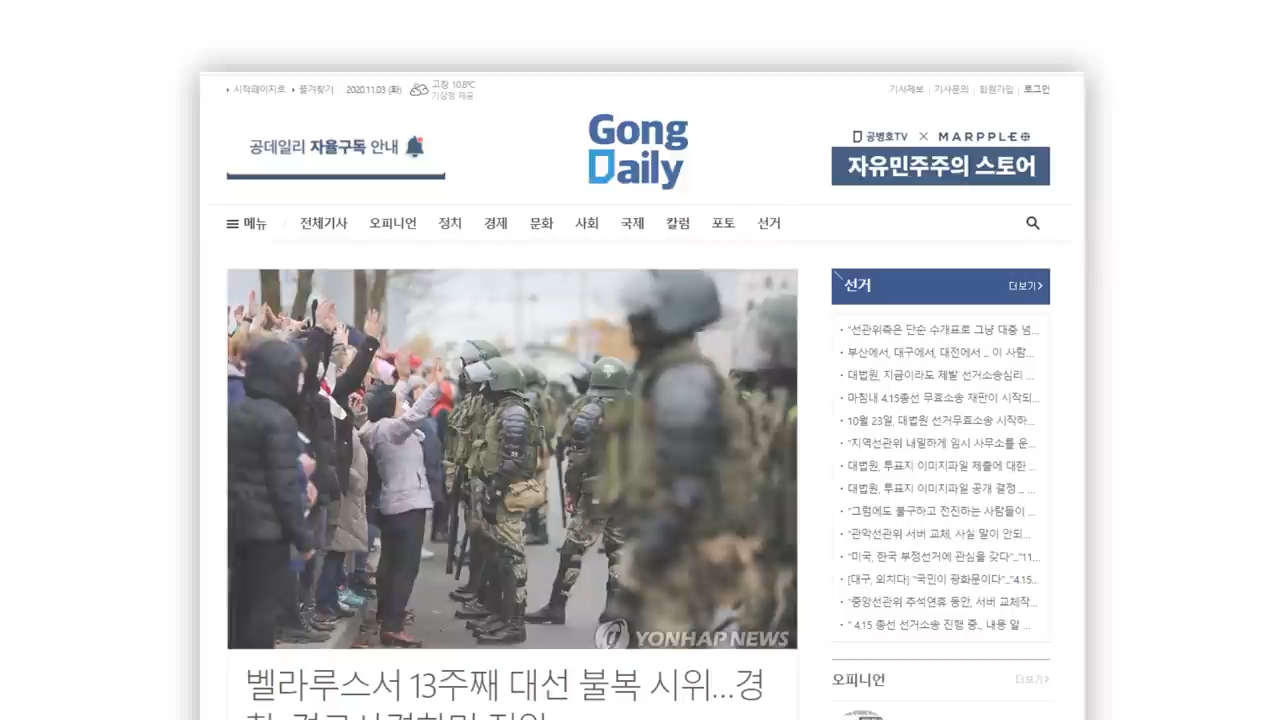 시작페이지로 즐겨찾기 2020.11.03 (화) 고창 10.8℃
기상청 제공
기사제보 | 기사문의 | 회원가입 | 로그인
공데일리 자율구독 안내
Gong
Daily
공병호TV × MARPPLE
자유민주주의 스토어
메뉴 전체기사 오피니언 정치 경제 문화 사회 국제 칼럼 포토 선거
YONHAP NEWS
벨라루스서 13주째 대선 불복 시위...경
선거 더보기>
· "선관위측은 단순 수개표로 그냥 대충 넘...
· 부산에서, 대구에서, 대전에서 ... 이 사람...
· 대법원, 지금이라도 제발 선거소송심리 ...
· 마침내 4.15총선 무효소송 재판이 시작되...
· 10월 23일, 대법원 선거무효소송 시작하...
· "지역선관위 내밀하게 임시 사무소를 운...
· 대법원, 투표지 이미지파일 제출에 대한 ...
· 대법원, 투표지 이미지파일 공개 결정 ... ...
· "그럼에도 불구하고 전진하는 사람들이 ...
· "관악선관위 서버 교체, 사실 말이 안되...
· "미국, 한국 부정선거에 관심을 갖다"..."11...
· [대구, 외치다] "국민이 광화문이다"..."4.15...
· "중앙선관위 추석연휴 동안, 서버 교체작...
· " 4.15 총선 선거소송 진행 중., 내용 알 ...
오피니언 더보기>